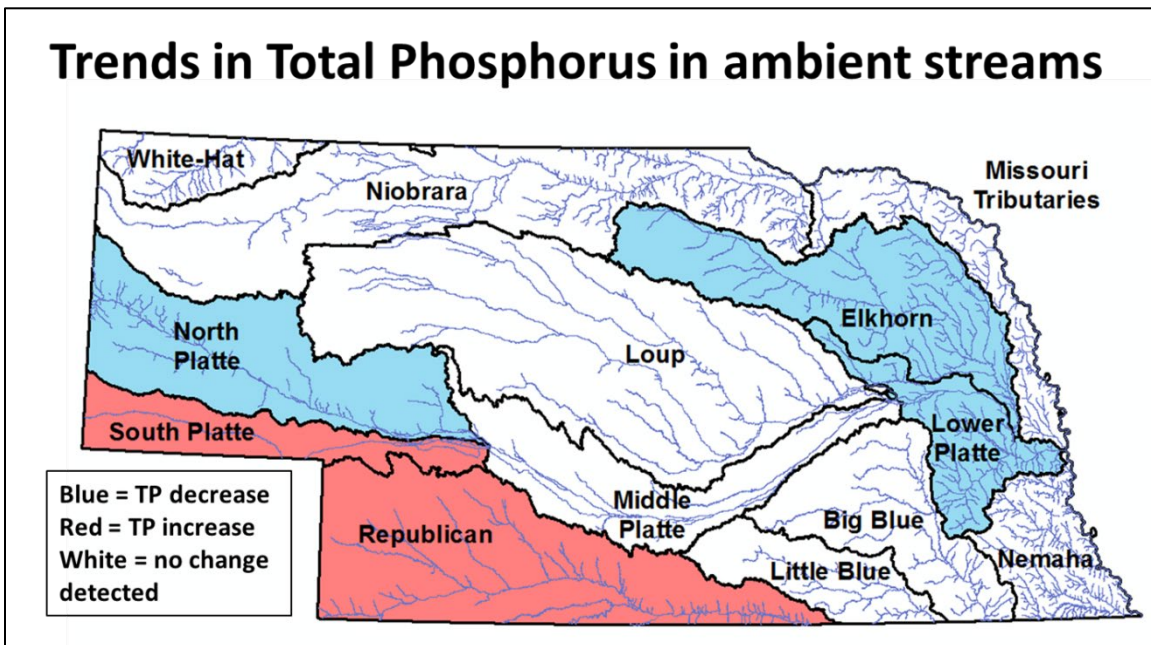 Trends in Total Phosphorus in ambient streams
White-Hat
Niobrara
Missouri
Tributaries
North
Platte
Loup
Elkhorn
South Platte
Lower
Platte
Middle
Platte
Big Blue
Republican
Little Blue
Nemaha
Blue = TP decrease
Red = TP increase
White = no change
detected